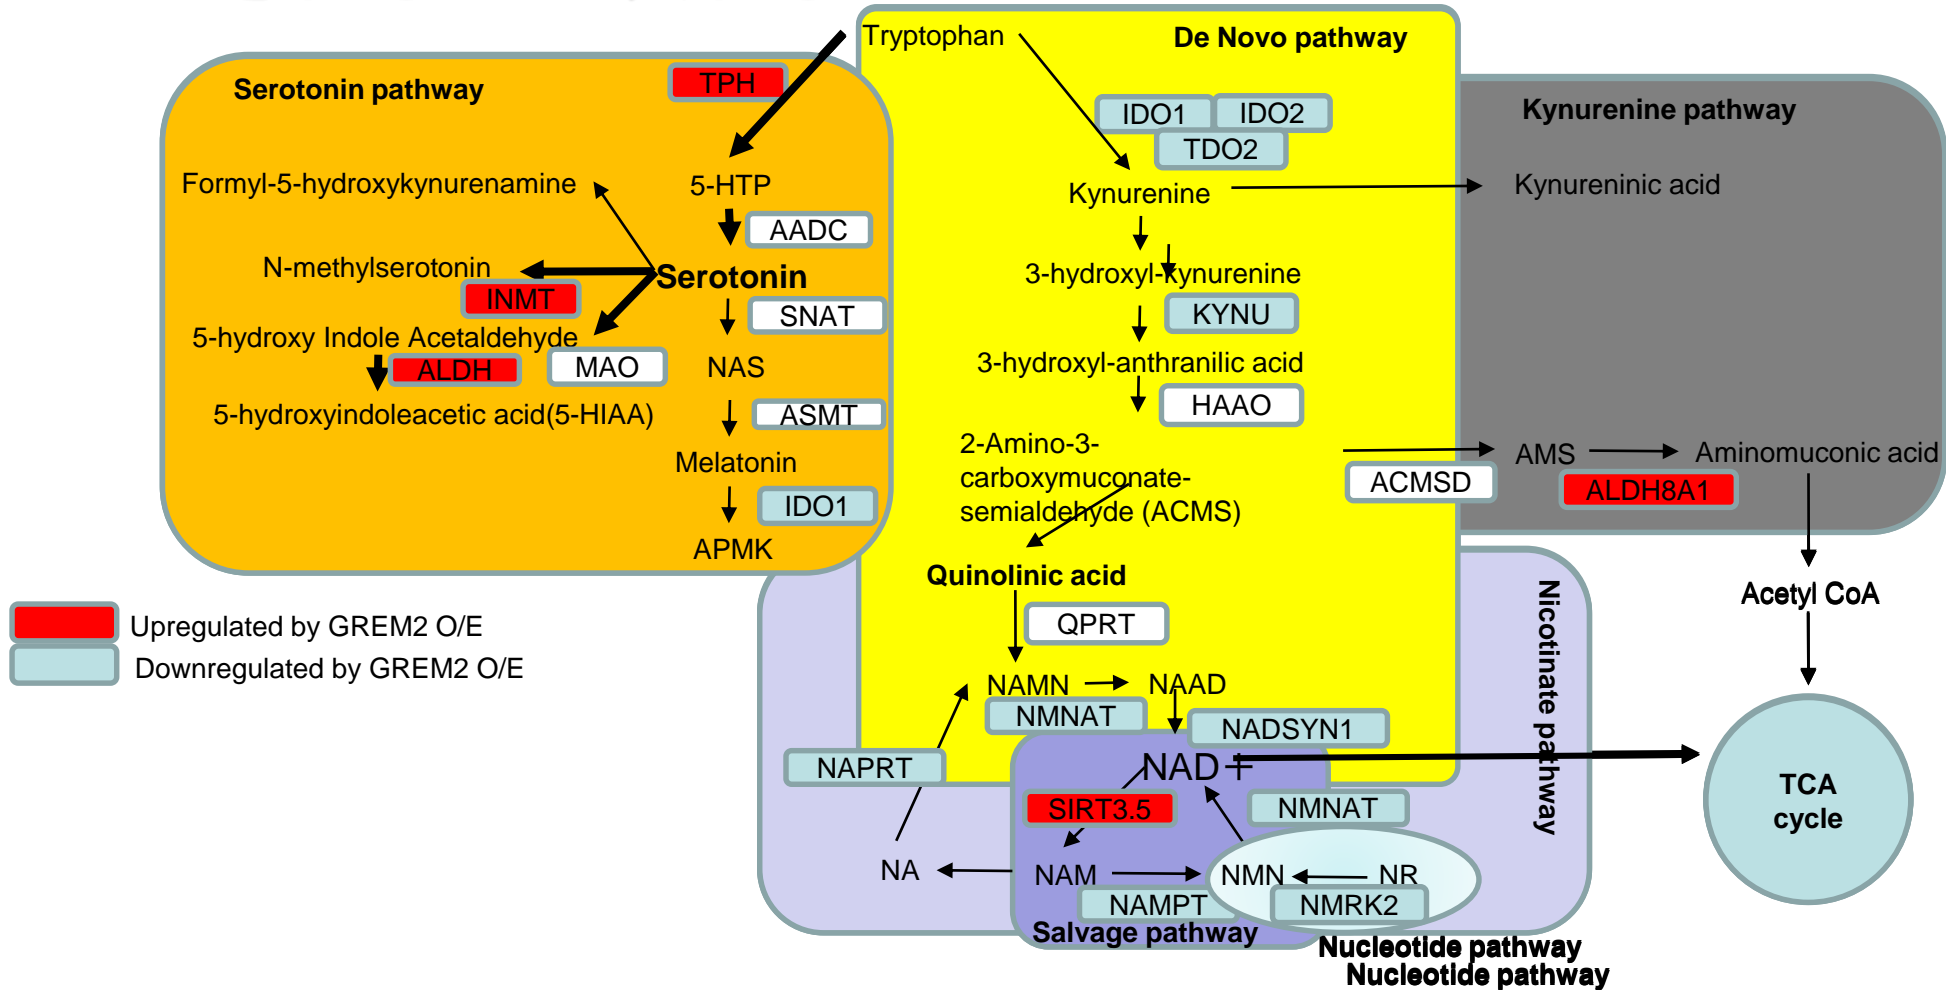 Tryptophan
De Novo pathway
Serotonin pathway
TPH
Kynurenine pathway
IDO1
IDO2
TDO2
Formyl-5-hydroxykynurenamine
5-HTP
Kynurenine
Kynureninic acid
AADC
N-methylserotonin
Serotonin
3-hydroxyl-kynurenine
INMT
SNAT
KYNU
5-hydroxy Indole Acetaldehyde
ALDH
MAO
NAS
3-hydroxyl-anthranilic acid
5-hydroxyindoleacetic acid(5-HIAA)
ASMT
HAAO
Melatonin
2-Amino-3-
carboxymuconate-
semialdehyde (ACMS)
ACMSD
AMS
Aminomuconic acid
ALDH8A1
IDO1
APMK
Quinolinic acid
Acetyl CoA
Upregulated by GREM2 O/E
Downregulated by GREM2 O/E
QPRT
NAMN
NAAD
NMNAT
NADSYN1
Nicotinate pathway
NAPRT
NAD+
SIRT3.5
NMNAT
TCA
cycle
NA
NAM
NMN
NR
NAMPT
NMRK2
Salvage pathway
Nucleotide pathway
Nucleotide pathway